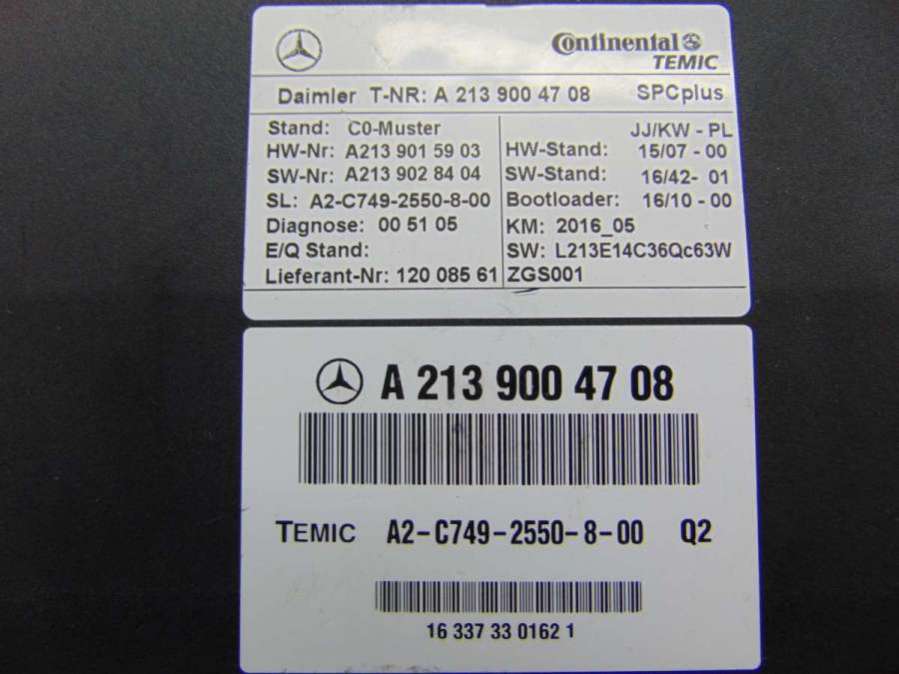 Continental
TEMIC
Daimler T-NR: A 213 900 47 08 SPCplus
Stand: C0-Muster JJ/KW - PL
HW-Nr: A213 901 59 03 HW-Stand: 15/07 - 00
SW-Nr: A213 902 84 04 SW-Stand: 16/42- 01
SL: A2-C749-2550-8-00 Bootloader: 16/10 - 00
Diagnose: 00 51 05 KM: 2016_05
E/Q Stand: SW: L213E14C36Qc63W
Lieferant-Nr: 120 085 61 ZGS001
A 213 900 47 08
TEMIC A2-C749-2550-8-00 Q2
16 337 33 0162 1